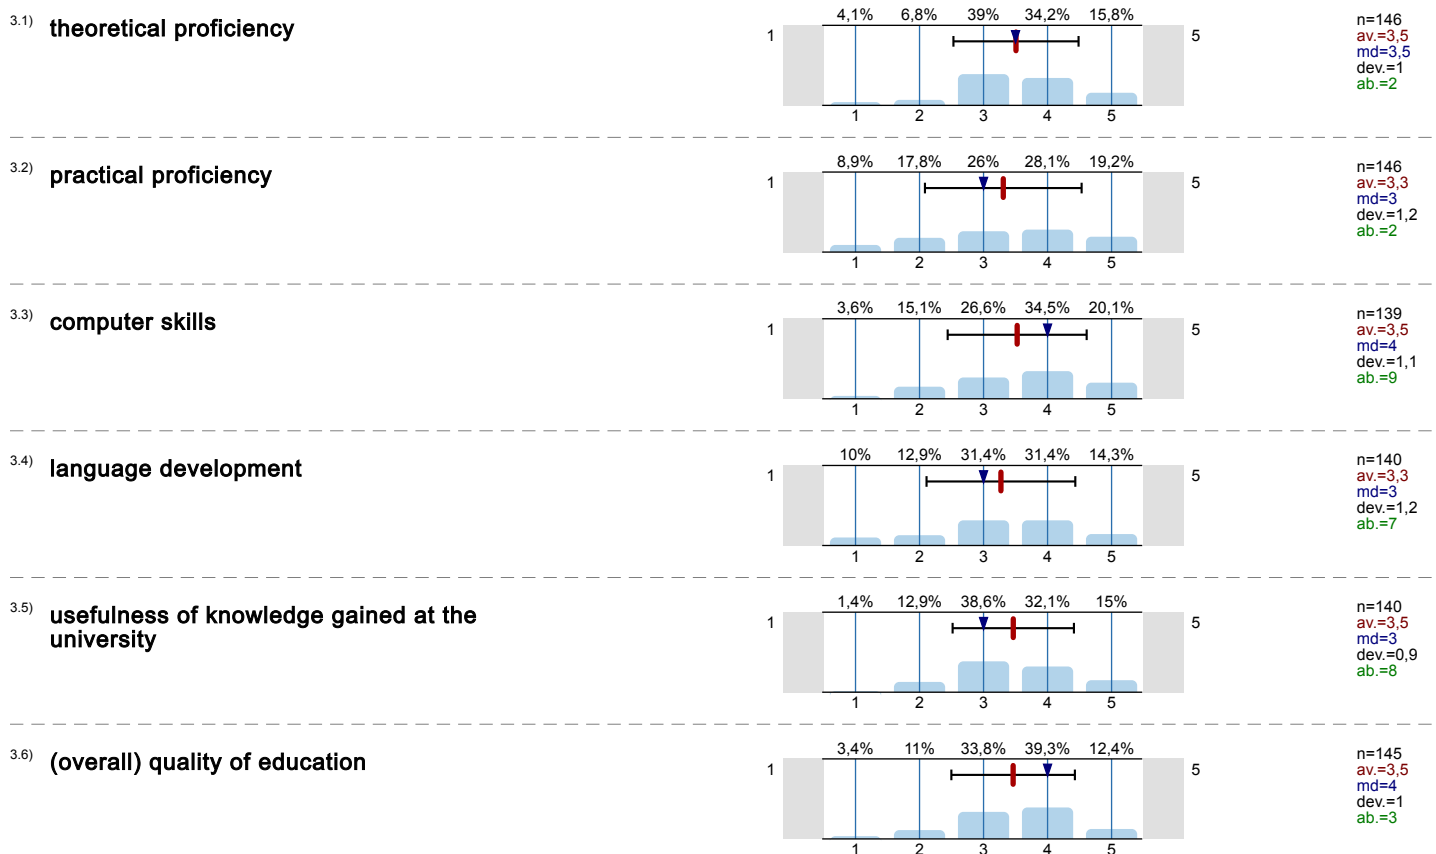 3.1) theoretical proficiency
4,1% 6,8% 39% 34,2% 15,8%
1 5
1 2 3 4 5
n=146
av.=3,5
md=3,5
dev.=1
ab.=2
3.2) practical proficiency
8,9% 17,8% 26% 28,1% 19,2%
1 5
1 2 3 4 5
n=146
av.=3,3
md=3
dev.=1,2
ab.=2
3.3) computer skills
3,6% 15,1% 26,6% 34,5% 20,1%
1 5
1 2 3 4 5
n=139
av.=3,5
md=4
dev.=1,1
ab.=9
3.4) language development
10% 12,9% 31,4% 31,4% 14,3%
1 5
1 2 3 4 5
n=140
av.=3,3
md=3
dev.=1,2
ab.=7
3.5) usefulness of knowledge gained at the
university
1,4% 12,9% 38,6% 32,1% 15%
1 5
1 2 3 4 5
n=140
av.=3,5
md=3
dev.=0,9
ab.=8
3.6) (overall) quality of education
3,4% 11% 33,8% 39,3% 12,4%
1 5
1 2 3 4 5
n=145
av.=3,5
md=4
dev.=1
ab.=3